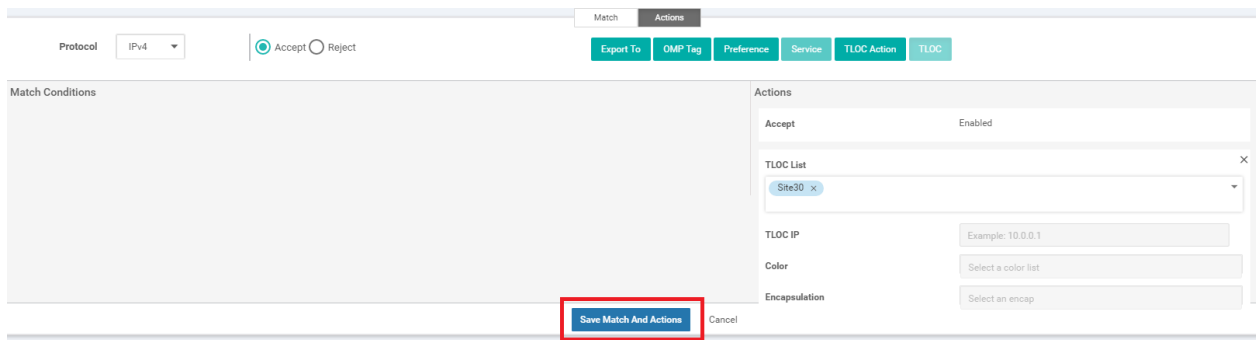 Match Actions
Protocol IPv4 Accept Reject Export To OMP Tag Preference Service TLOC Action TLOC
Match Conditions
Actions
Accept Enabled
TLOC List ×
Site30 ×
TLOC IP Example: 10.0.0.1
Color Select a color list
Encapsulation Select an encap
Save Match And Actions Cancel